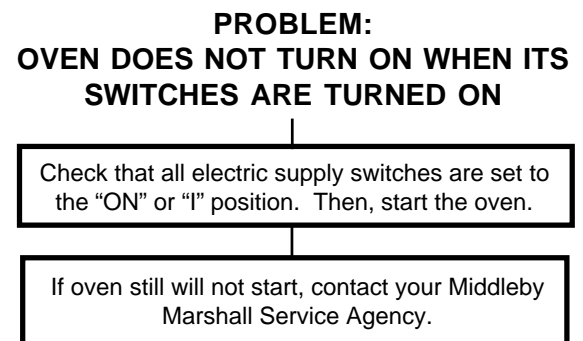 PROBLEM:
OVEN DOES NOT TURN ON WHEN ITS
SWITCHES ARE TURNED ON
Check that all electric supply switches are set to
the “ON” or “I” position.  Then, start the oven.
If oven still will not start, contact your Middleby
Marshall Service Agency.